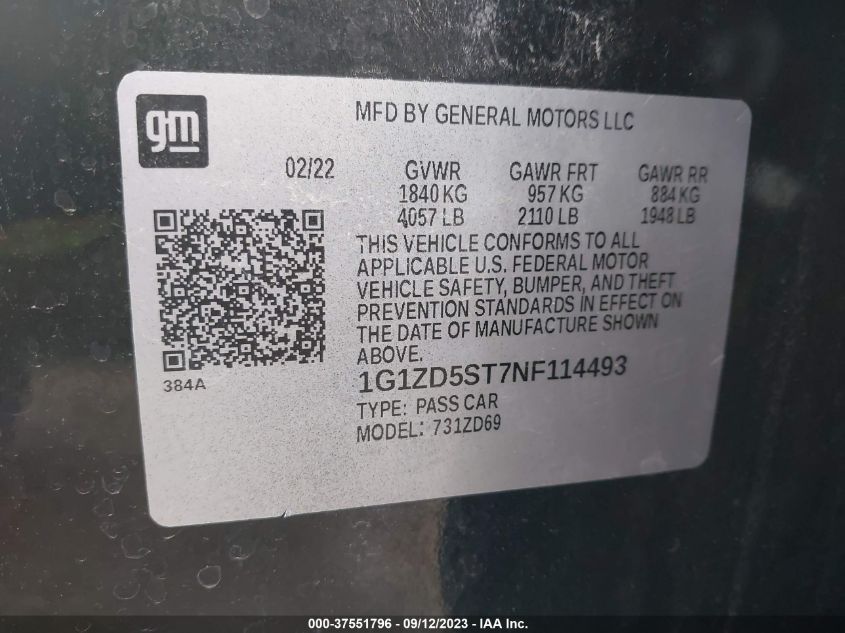 gm
MFD BY GENERAL MOTORS LLC
02/22 GVWR GAWR FRT GAWR RR
1840 KG 957 KG 884 KG
4057 LB 2110 LB 1948 LB
THIS VEHICLE CONFORMS TO ALL
APPLICABLE U.S. FEDERAL MOTOR
VEHICLE SAFETY, BUMPER, AND THEFT
PREVENTION STANDARDS IN EFFECT ON
THE DATE OF MANUFACTURE SHOWN
ABOVE.
384A
1G1ZD5ST7NF114493
TYPE: PASS CAR
MODEL: 731ZD69
000-37551796 - 09/12/2023 - IAA Inc.